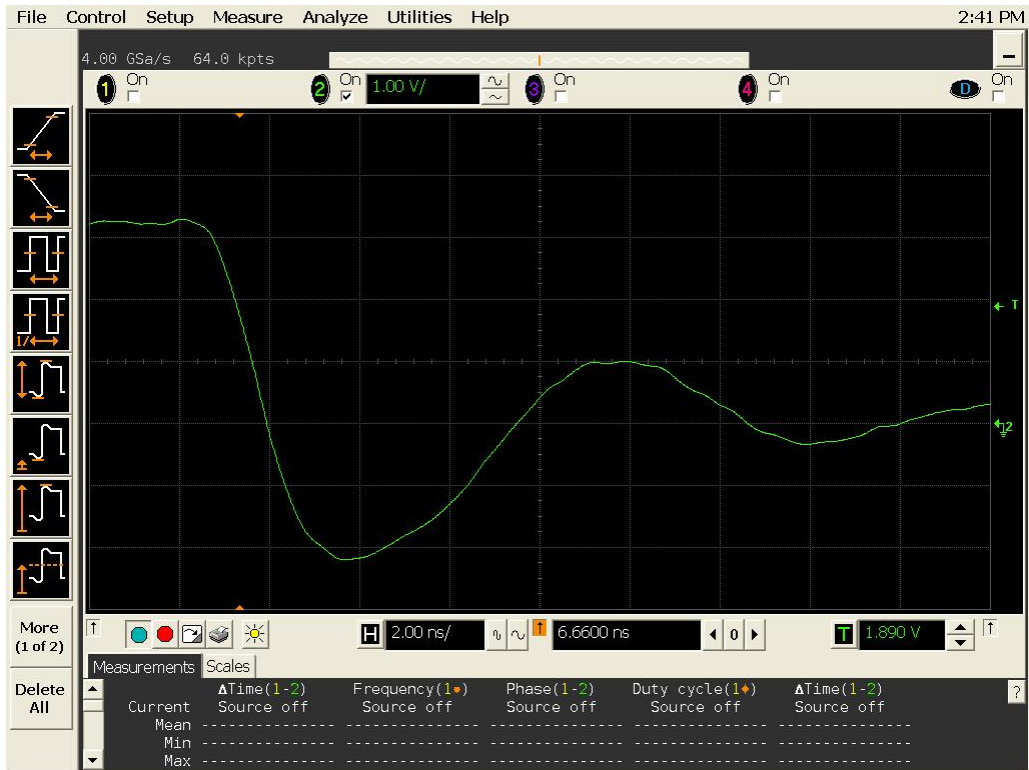 File Control Setup Measure Analyze Utilities Help 2:41 PM
4.00 GSa/s 64.0 kpts
1 On 2 On 1.00 V/ 3 On 4 On D On
T
2
1/
More
(1 of 2)
Delete
All
H 2.00 ns/ 6.6600 ns 0 T 1.890 V
Measurements Scales
ΔTime(1-2) Frequency(1) Phase(1-2) Duty cycle(1) ΔTime(1-2) ?
Current Source off Source off Source off Source off Source off
Mean --------------- --------------- --------------- --------------- ---------------
Min --------------- --------------- --------------- --------------- ---------------
Max --------------- --------------- --------------- --------------- ---------------